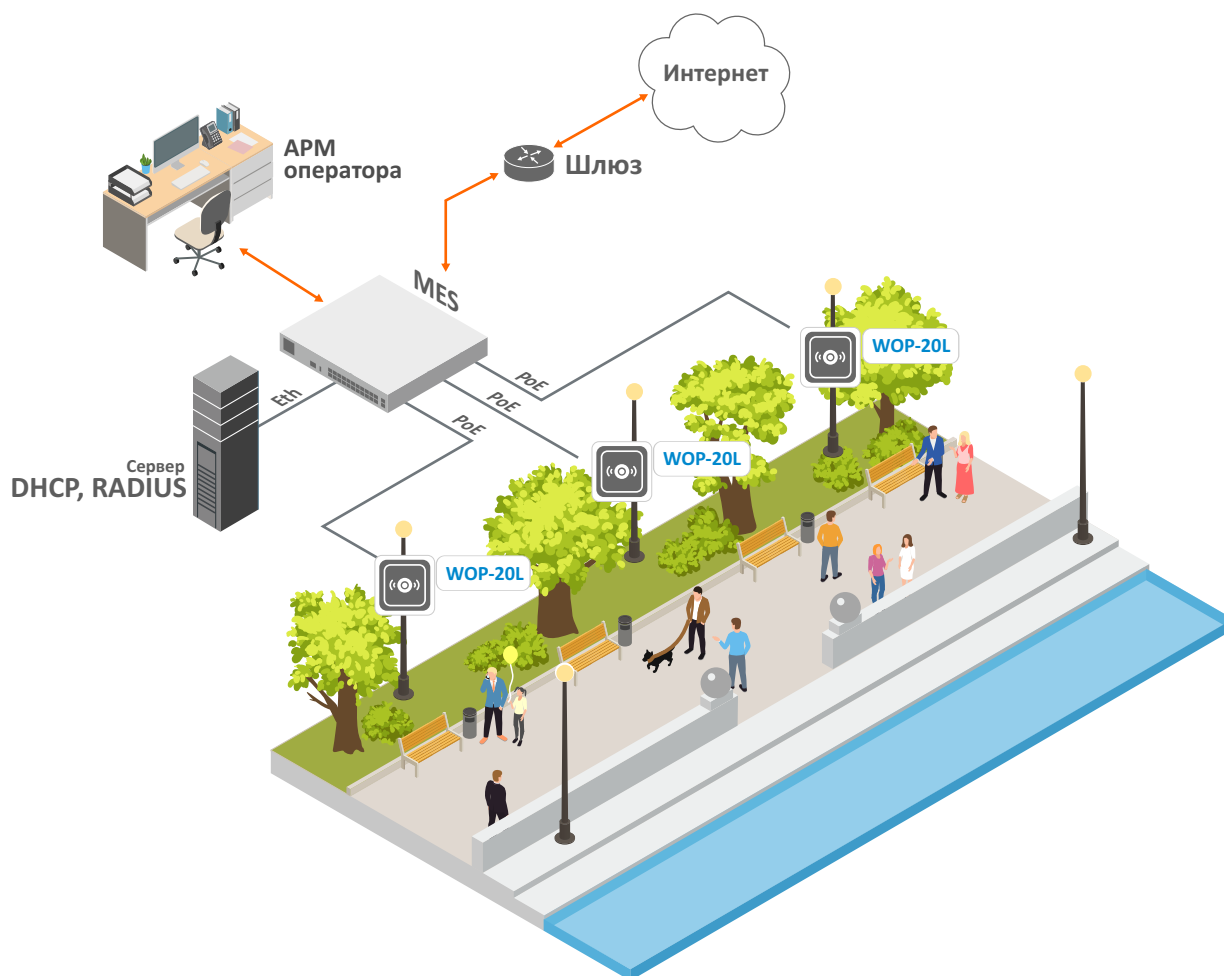 Интернет
АРМ
оператора
Шлюз
MES
WOP-20L
PoE
PoE
Eth
PoE
WOP-20L
Сервер
DHCP, RADIUS
WOP-20L